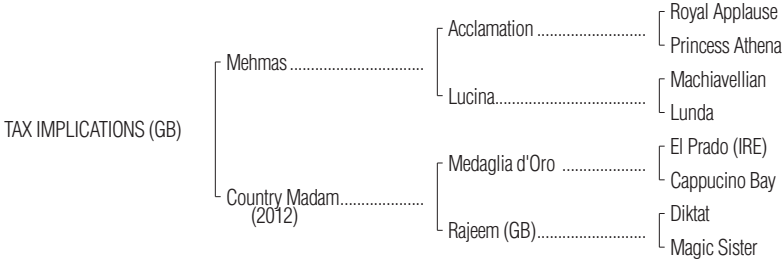 Royal Applause
Acclamation ............................
Princess Athena
Mehmas ..................................
Machiavellian
Lucina.......................................
Lunda
TAX IMPLICATIONS (GB)
El Prado (IRE)
Medaglia d'Oro ......................
Cappucino Bay
Country Madam.....................
(2012)
Diktat
Rajeem (GB)............................
Magic Sister